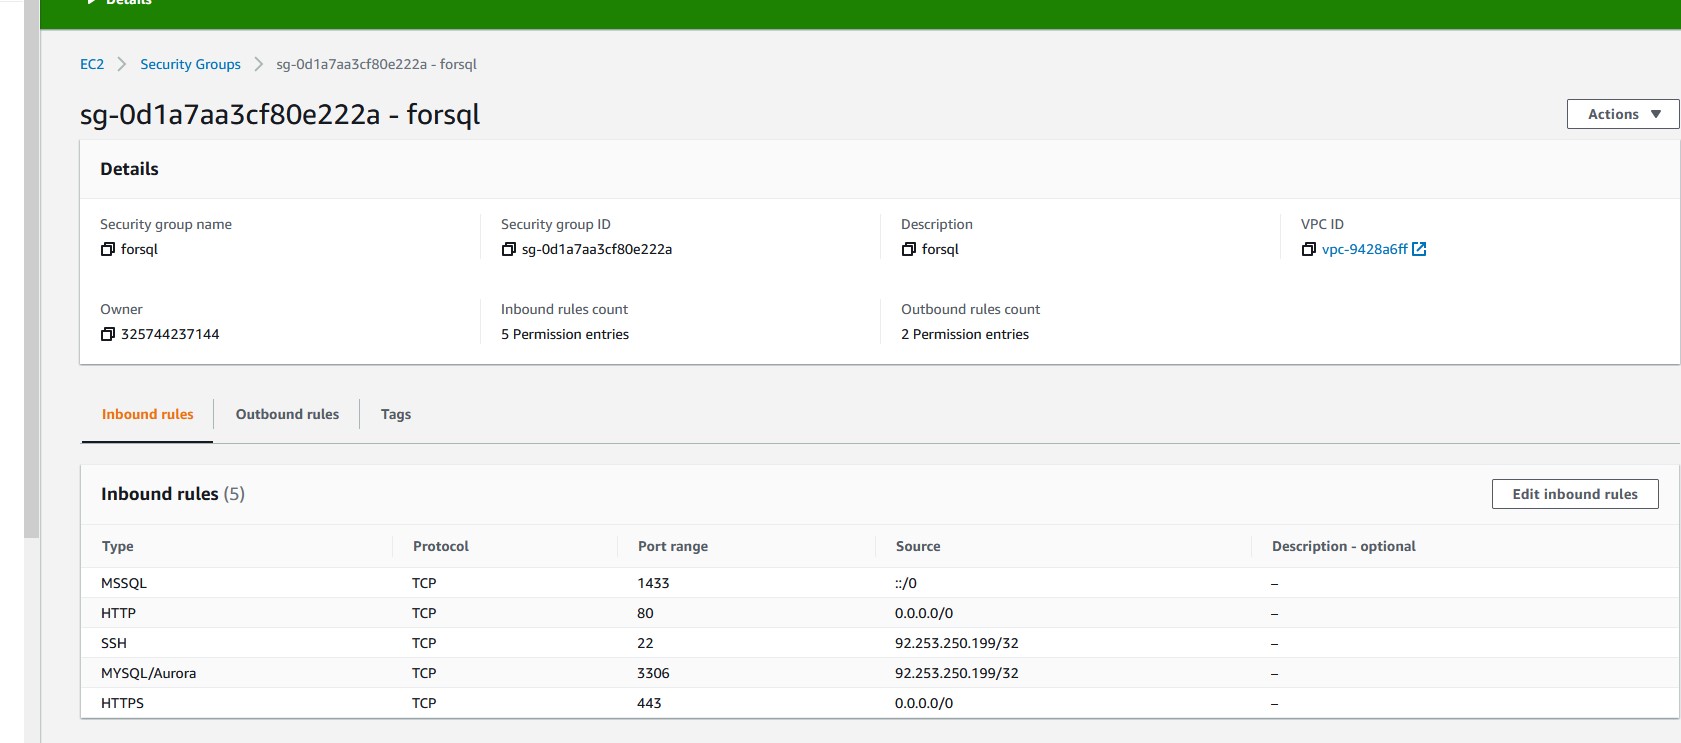 Details
EC2 > Security Groups > sg-0d1a7aa3cf80e222a - forsql
sg-0d1a7aa3cf80e222a - forsql
Actions ▼
Details
Security group name Security group ID Description VPC ID
forsql sg-0d1a7aa3cf80e222a forsql vpc-9428a6ff
Owner Inbound rules count Outbound rules count
325744237144 5 Permission entries 2 Permission entries
Inbound rules Outbound rules Tags
Inbound rules (5) Edit inbound rules
Type Protocol Port range Source Description - optional
MSSQL TCP 1433 ::/0 –
HTTP TCP 80 0.0.0.0/0 –
SSH TCP 22 92.253.250.199/32 –
MYSQL/Aurora TCP 3306 92.253.250.199/32 –
HTTPS TCP 443 0.0.0.0/0 –